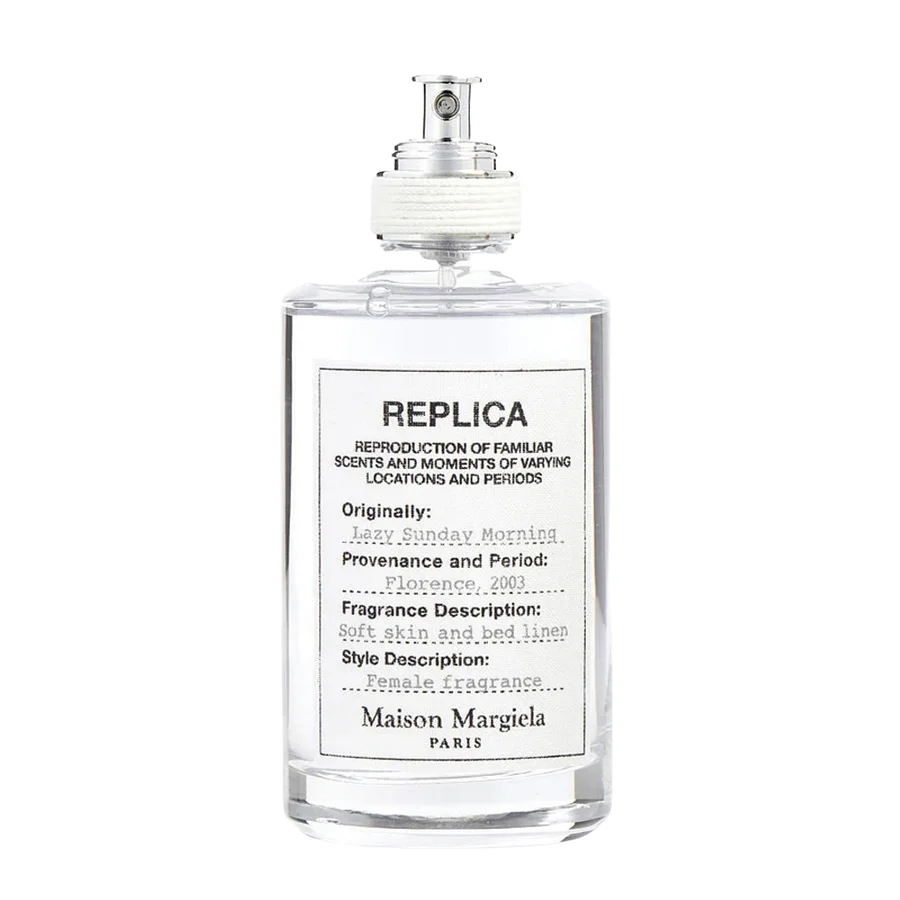 REPLICA
REPRODUCTION OF FAMILIAR
SCENTS AND MOMENTS OF VARYING
LOCATIONS AND PERIODS
Originally:
Lazy Sunday Morning
Provenance and Period:
Florence, 2003
Fragrance Description:
Soft skin and bed linen
Style Description:
Female fragrance
Maison Margiela
PARIS